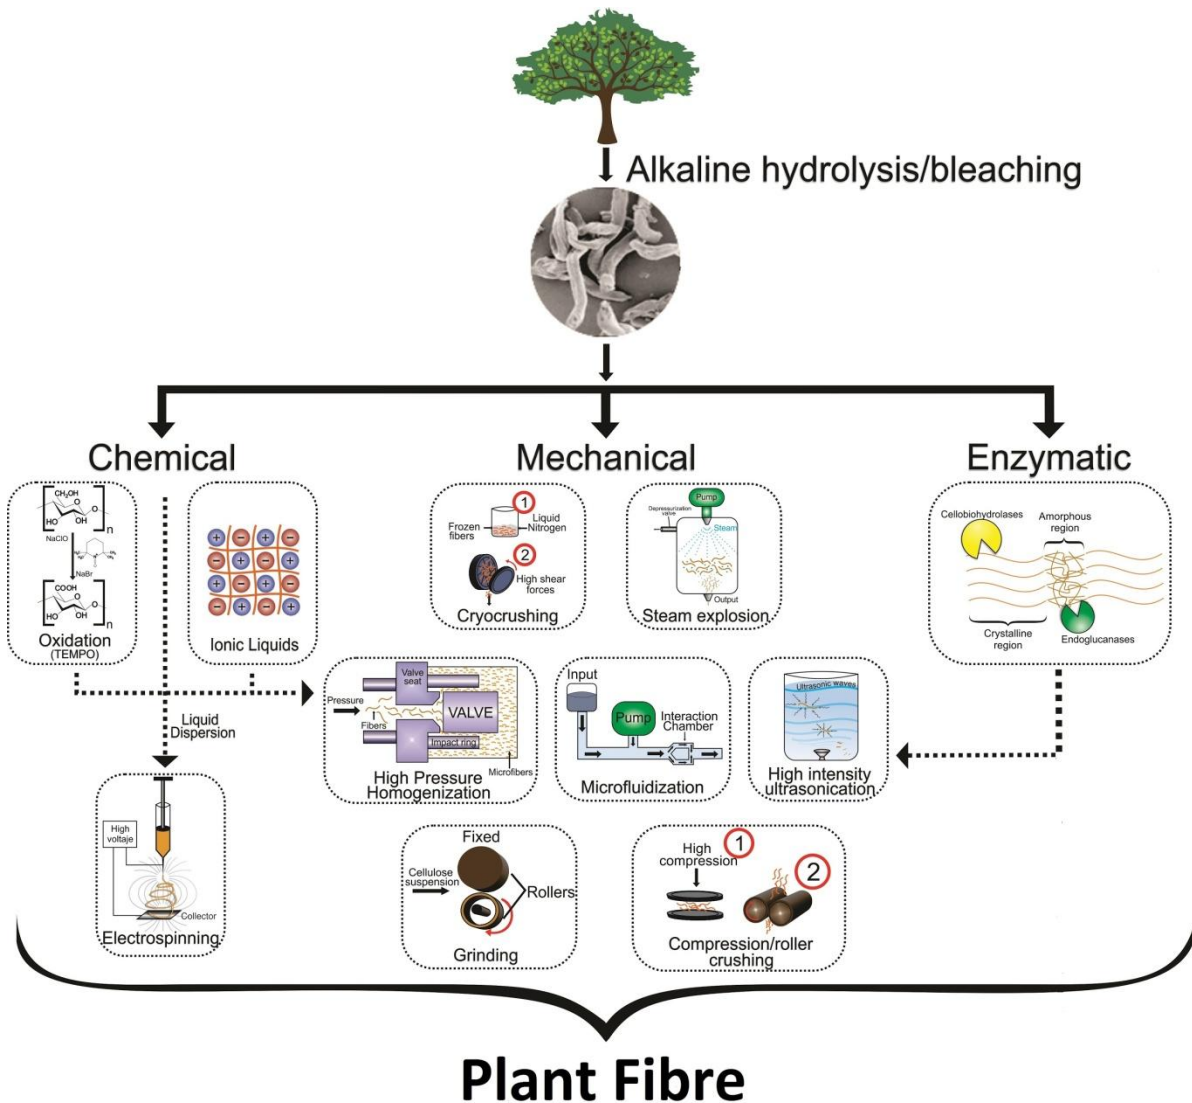 Alkaline hydrolysis/bleaching
Chemical
Mechanical
Enzymatic
CH₂OH
O
O
HO
OH
n
NaClO
NaBr
COOH
O
O
HO
OH
n
Oxidation
(TEMPO)
Ionic Liquids
1
Frozen
fibers
Liquid
Nitrogen
2
High shear
forces
Cryocrushing
Pump
Depressurization
valve
Steam
Output
Steam explosion
Cellobiohydrolases
Amorphous
region
Crystalline
region
Endoglucanases
Liquid
Dispersion
Valve
seat
Pressure
Fibers
VALVE
Impact ring
Microfibers
High Pressure
Homogenization
Input
Pump
Interaction
Chamber
Microfluidization
Ultrasonic waves
High intensity
ultrasonication
High
voltaje
Collector
Electrospinning
Fixed
Cellulose
suspension
Rollers
Grinding
High
compression
1
2
Compression/roller
crushing
Plant Fibre